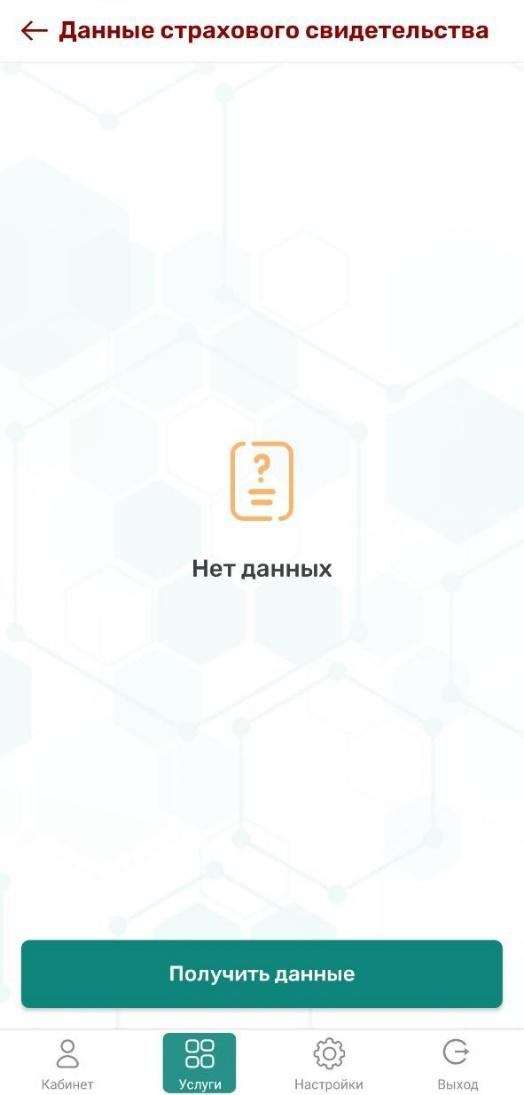 Данные страхового свидетельства
?
Нет данных
Получить данные
Кабинет
Услуги
Настройки
Выход